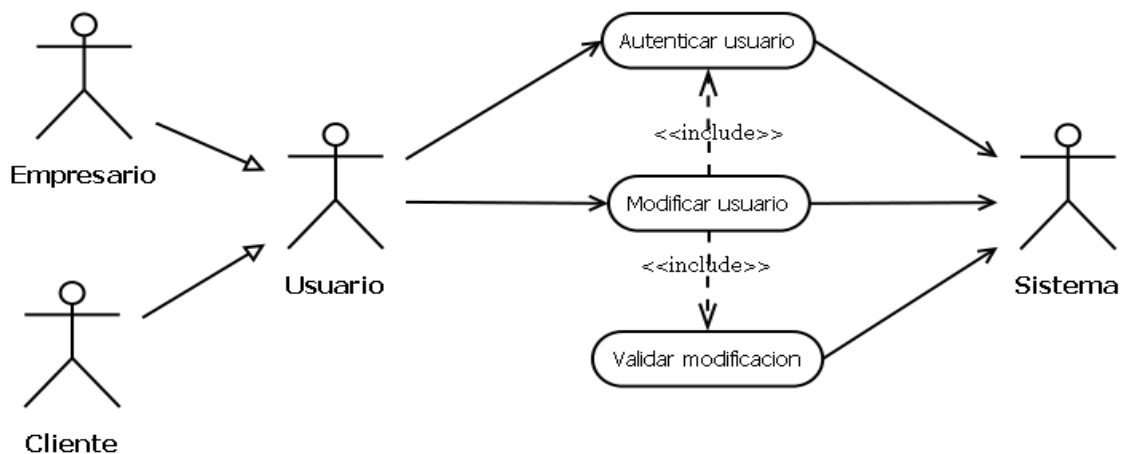 Autenticar usuario
<<include>>
Empresario
Modificar usuario
<<include>>
Usuario
Sistema
Validar modificacion
Cliente